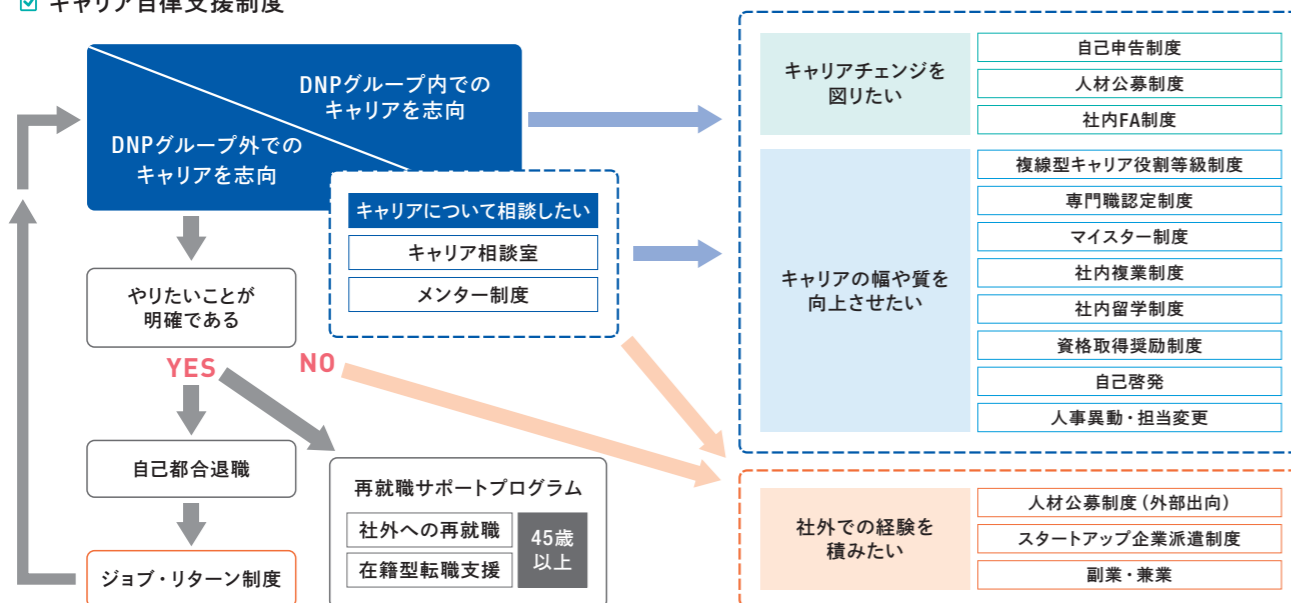 キャリア自律支援制度
DNPグループ内での
キャリアを志向
DNPグループ外での
キャリアを志向
キャリアについて相談したい
キャリア相談室
メンター制度
やりたいことが
明確である
YES
NO
自己都合退職
ジョブ・リターン制度
再就職サポートプログラム
社外への再就職
在籍型転職支援
45歳
以上
キャリアチェンジを
図りたい
自己申告制度
人材公募制度
社内FA制度
キャリアの幅や質を
向上させたい
複線型キャリア役割等級制度
専門職認定制度
マイスター制度
社内複業制度
社内留学制度
資格取得奨励制度
自己啓発
人事異動・担当変更
社外での経験を
積みたい
人材公募制度（外部出向）
スタートアップ企業派遣制度
副業・兼業